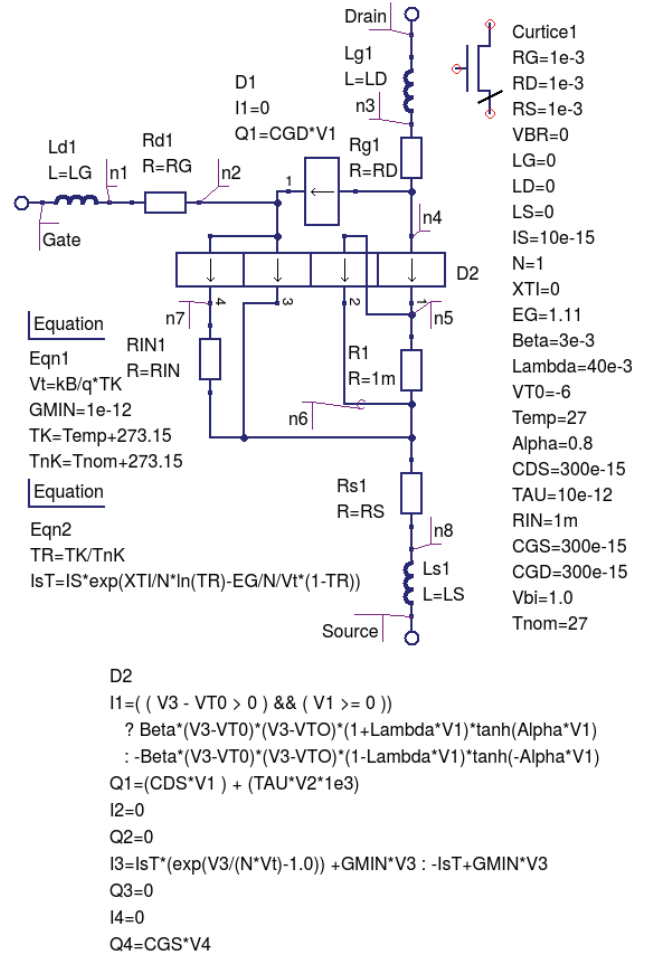 Drain
Lg1
L=LD
n3
D1
I1=0
Q1=CGD*V1
Rg1
R=RD
Ld1
L=LG
n1
Rd1
R=RG
n2
1
n4
Gate
D2
4
3
2
1
n7
n5
RIN1
R=RIN
R1
R=1m
n6
Equation
Eqn1
Vt=kB/q*TK
GMIN=1e-12
TK=Temp+273.15
TnK=Tnom+273.15
Equation
Eqn2
TR=TK/TnK
IsT=IS*exp(XTI/N*ln(TR)-EG/N/Vt*(1-TR))
Rs1
R=RS
n8
Ls1
L=LS
Source
Curtice1
RG=1e-3
RD=1e-3
RS=1e-3
VBR=0
LG=0
LD=0
LS=0
IS=10e-15
N=1
XTI=0
EG=1.11
Beta=3e-3
Lambda=40e-3
VT0=-6
Temp=27
Alpha=0.8
CDS=300e-15
TAU=10e-12
RIN=1m
CGS=300e-15
CGD=300e-15
Vbi=1.0
Tnom=27
D2
I1=( ( V3 - VT0 > 0 ) && ( V1 >= 0 ))
? Beta*(V3-VT0)*(V3-VTO)*(1+Lambda*V1)*tanh(Alpha*V1)
: -Beta*(V3-VT0)*(V3-VTO)*(1-Lambda*V1)*tanh(-Alpha*V1)
Q1=(CDS*V1 ) + (TAU*V2*1e3)
I2=0
Q2=0
I3=IsT*(exp(V3/(N*Vt)-1.0)) +GMIN*V3 : -IsT+GMIN*V3
Q3=0
I4=0
Q4=CGS*V4